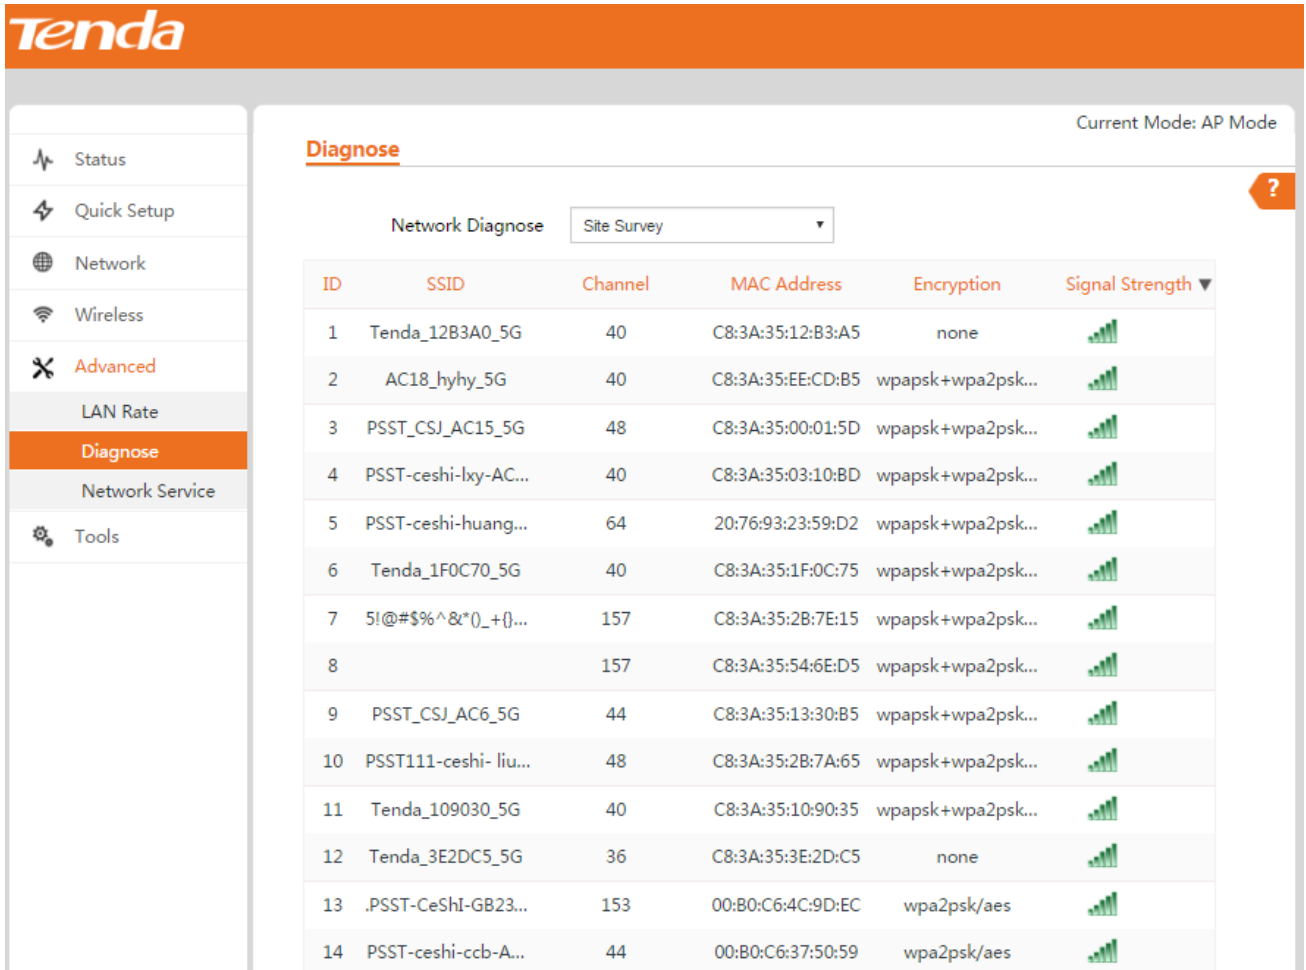 Tenda
Current Mode: AP Mode
Diagnose
?
Status
Quick Setup
Network
Wireless
Advanced
LAN Rate
Diagnose
Network Service
Tools
Network Diagnose Site Survey
ID SSID Channel MAC Address Encryption Signal Strength
1 Tenda_12B3A0_5G 40 C8:3A:35:12:B3:A5 none
2 AC18_hyhy_5G 40 C8:3A:35:EE:CD:B5 wpapsk+wpa2psk...
3 PSST_CSJ_AC15_5G 48 C8:3A:35:00:01:5D wpapsk+wpa2psk...
4 PSST-ceshi-lxy-AC... 40 C8:3A:35:03:10:BD wpapsk+wpa2psk...
5 PSST-ceshi-huang... 64 20:76:93:23:59:D2 wpapsk+wpa2psk...
6 Tenda_1F0C70_5G 40 C8:3A:35:1F:0C:75 wpapsk+wpa2psk...
7 5!@#$%^&*()_+{}... 157 C8:3A:35:2B:7E:15 wpapsk+wpa2psk...
8 157 C8:3A:35:54:6E:D5 wpapsk+wpa2psk...
9 PSST_CSJ_AC6_5G 44 C8:3A:35:13:30:B5 wpapsk+wpa2psk...
10 PSST111-ceshi- liu... 48 C8:3A:35:2B:7A:65 wpapsk+wpa2psk...
11 Tenda_109030_5G 40 C8:3A:35:10:90:35 wpapsk+wpa2psk...
12 Tenda_3E2DC5_5G 36 C8:3A:35:3E:2D:C5 none
13 .PSST-CeShI-GB23... 153 00:B0:C6:4C:9D:EC wpa2psk/aes
14 PSST-ceshi-ccb-A... 44 00:B0:C6:37:50:59 wpa2psk/aes